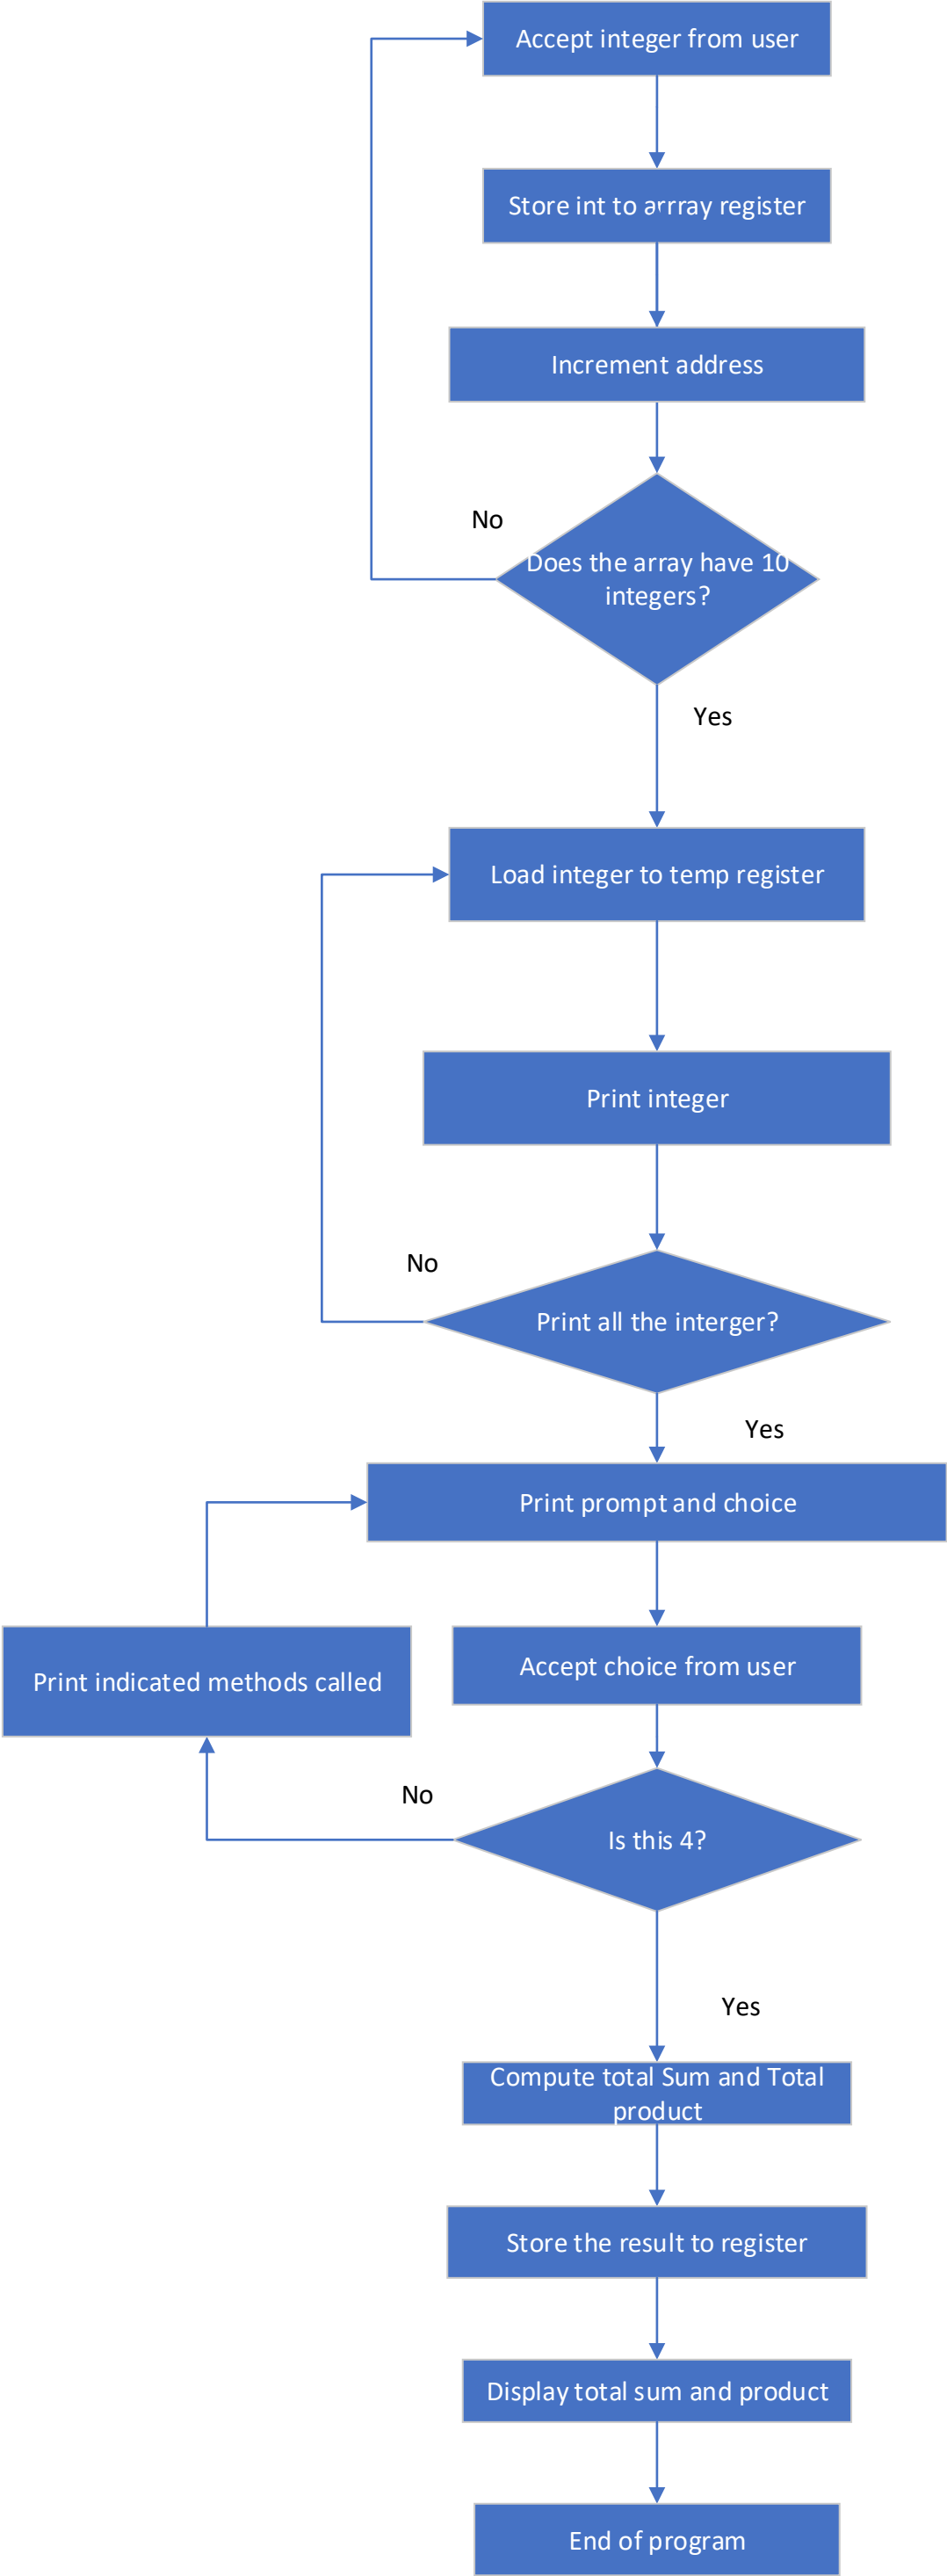 Accept integer from user
Store int to arrray register
Increment address
No
Does the array have 10
integers?
Yes
Load integer to temp register
Print integer
No
Print all the interger?
Yes
Print prompt and choice
Print indicated methods called
Accept choice from user
No
Is this 4?
Yes
Compute total Sum and Total
product
Store the result to register
Display total sum and product
End of program